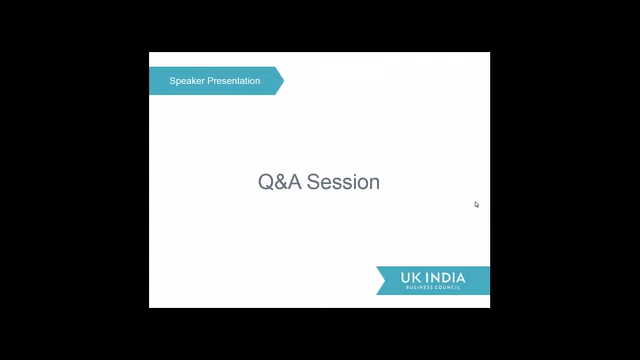 Speaker Presentation
Q&A Session
UK INDIA
BUSINESS COUNCIL